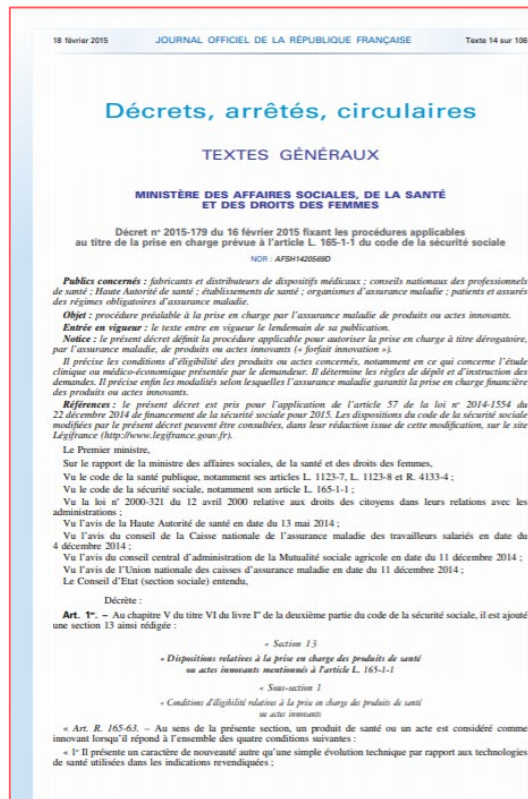 18 février 2015 JOURNAL OFFICIEL DE LA RÉPUBLIQUE FRANÇAISE Texte 14 sur 106
Décrets, arrêtés, circulaires
TEXTES GÉNÉRAUX
MINISTÈRE DES AFFAIRES SOCIALES, DE LA SANTÉ
ET DES DROITS DES FEMMES
Décret nº 2015-179 du 16 février 2015 fixant les procédures applicables
au titre de la prise en charge prévue à l'article L. 165-1-1 du code de la sécurité sociale
NOR : AFSH1420569D
Publics concernés : fabricants et distributeurs de dispositifs médicaux ; conseils nationaux des professionnels
de santé ; Haute Autorité de santé ; établissements de santé ; organismes d'assurance maladie ; patients et assurés
des régimes obligatoires d'assurance maladie.
Objet : procédure préalable à la prise en charge par l'assurance maladie de produits ou actes innovants.
Entrée en vigueur : le texte entre en vigueur le lendemain de sa publication.
Notice : le présent décret définit la procédure applicable pour autoriser la prise en charge à titre dérogatoire,
par l'assurance maladie, de produits ou actes innovants (« forfait innovation »).
Il précise les conditions d'éligibilité des produits ou actes concernés, notamment en ce qui concerne l'étude
clinique ou médico-économique présentée par le demandeur. Il détermine les règles de dépôt et d'instruction des
demandes. Il précise enfin les modalités selon lesquelles l'assurance maladie garantit la prise en charge financière
des produits ou actes innovants.
Références : le présent décret est pris pour l'application de l'article 57 de la loi nº 2014-1554 du
22 décembre 2014 de financement de la sécurité sociale pour 2015. Les dispositions du code de la sécurité sociale
modifiées par le présent décret peuvent être consultées, dans leur rédaction issue de cette modification, sur le site
Légifrance (http://www.legifrance.gouv.fr).
Le Premier ministre,
Sur le rapport de la ministre des affaires sociales, de la santé et des droits des femmes,
Vu le code de la santé publique, notamment ses articles L. 1123-7, L. 1123-8 et R. 4133-4 ;
Vu le code de la sécurité sociale, notamment son article L. 165-1-1 ;
Vu la loi nº 2000-321 du 12 avril 2000 relative aux droits des citoyens dans leurs relations avec les
administrations ;
Vu l'avis de la Haute Autorité de santé en date du 13 mai 2014 ;
Vu l'avis du conseil de la Caisse nationale de l'assurance maladie des travailleurs salariés en date du
4 décembre 2014 ;
Vu l'avis du conseil central d'administration de la Mutualité sociale agricole en date du 11 décembre 2014 ;
Vu l'avis de l'Union nationale des caisses d'assurance maladie en date du 11 décembre 2014 ;
Le Conseil d'Etat (section sociale) entendu,
Décrète :
Art. 1er. – Au chapitre V du titre VI du livre Ier de la deuxième partie du code de la sécurité sociale, il est ajouté
une section 13 ainsi rédigée :
« Section 13
« Dispositions relatives à la prise en charge des produits de santé
ou actes innovants mentionnés à l'article L. 165-1-1
« Sous-section 1
« Conditions d'éligibilité relatives à la prise en charge des produits de santé
ou actes innovants
« Art. R. 165-63. – Au sens de la présente section, un produit de santé ou un acte est considéré comme
innovant lorsqu'il répond à l'ensemble des quatre conditions suivantes :
« 1º Il présente un caractère de nouveauté autre qu'une simple évolution technique par rapport aux technologies
de santé utilisées dans les indications revendiquées ;